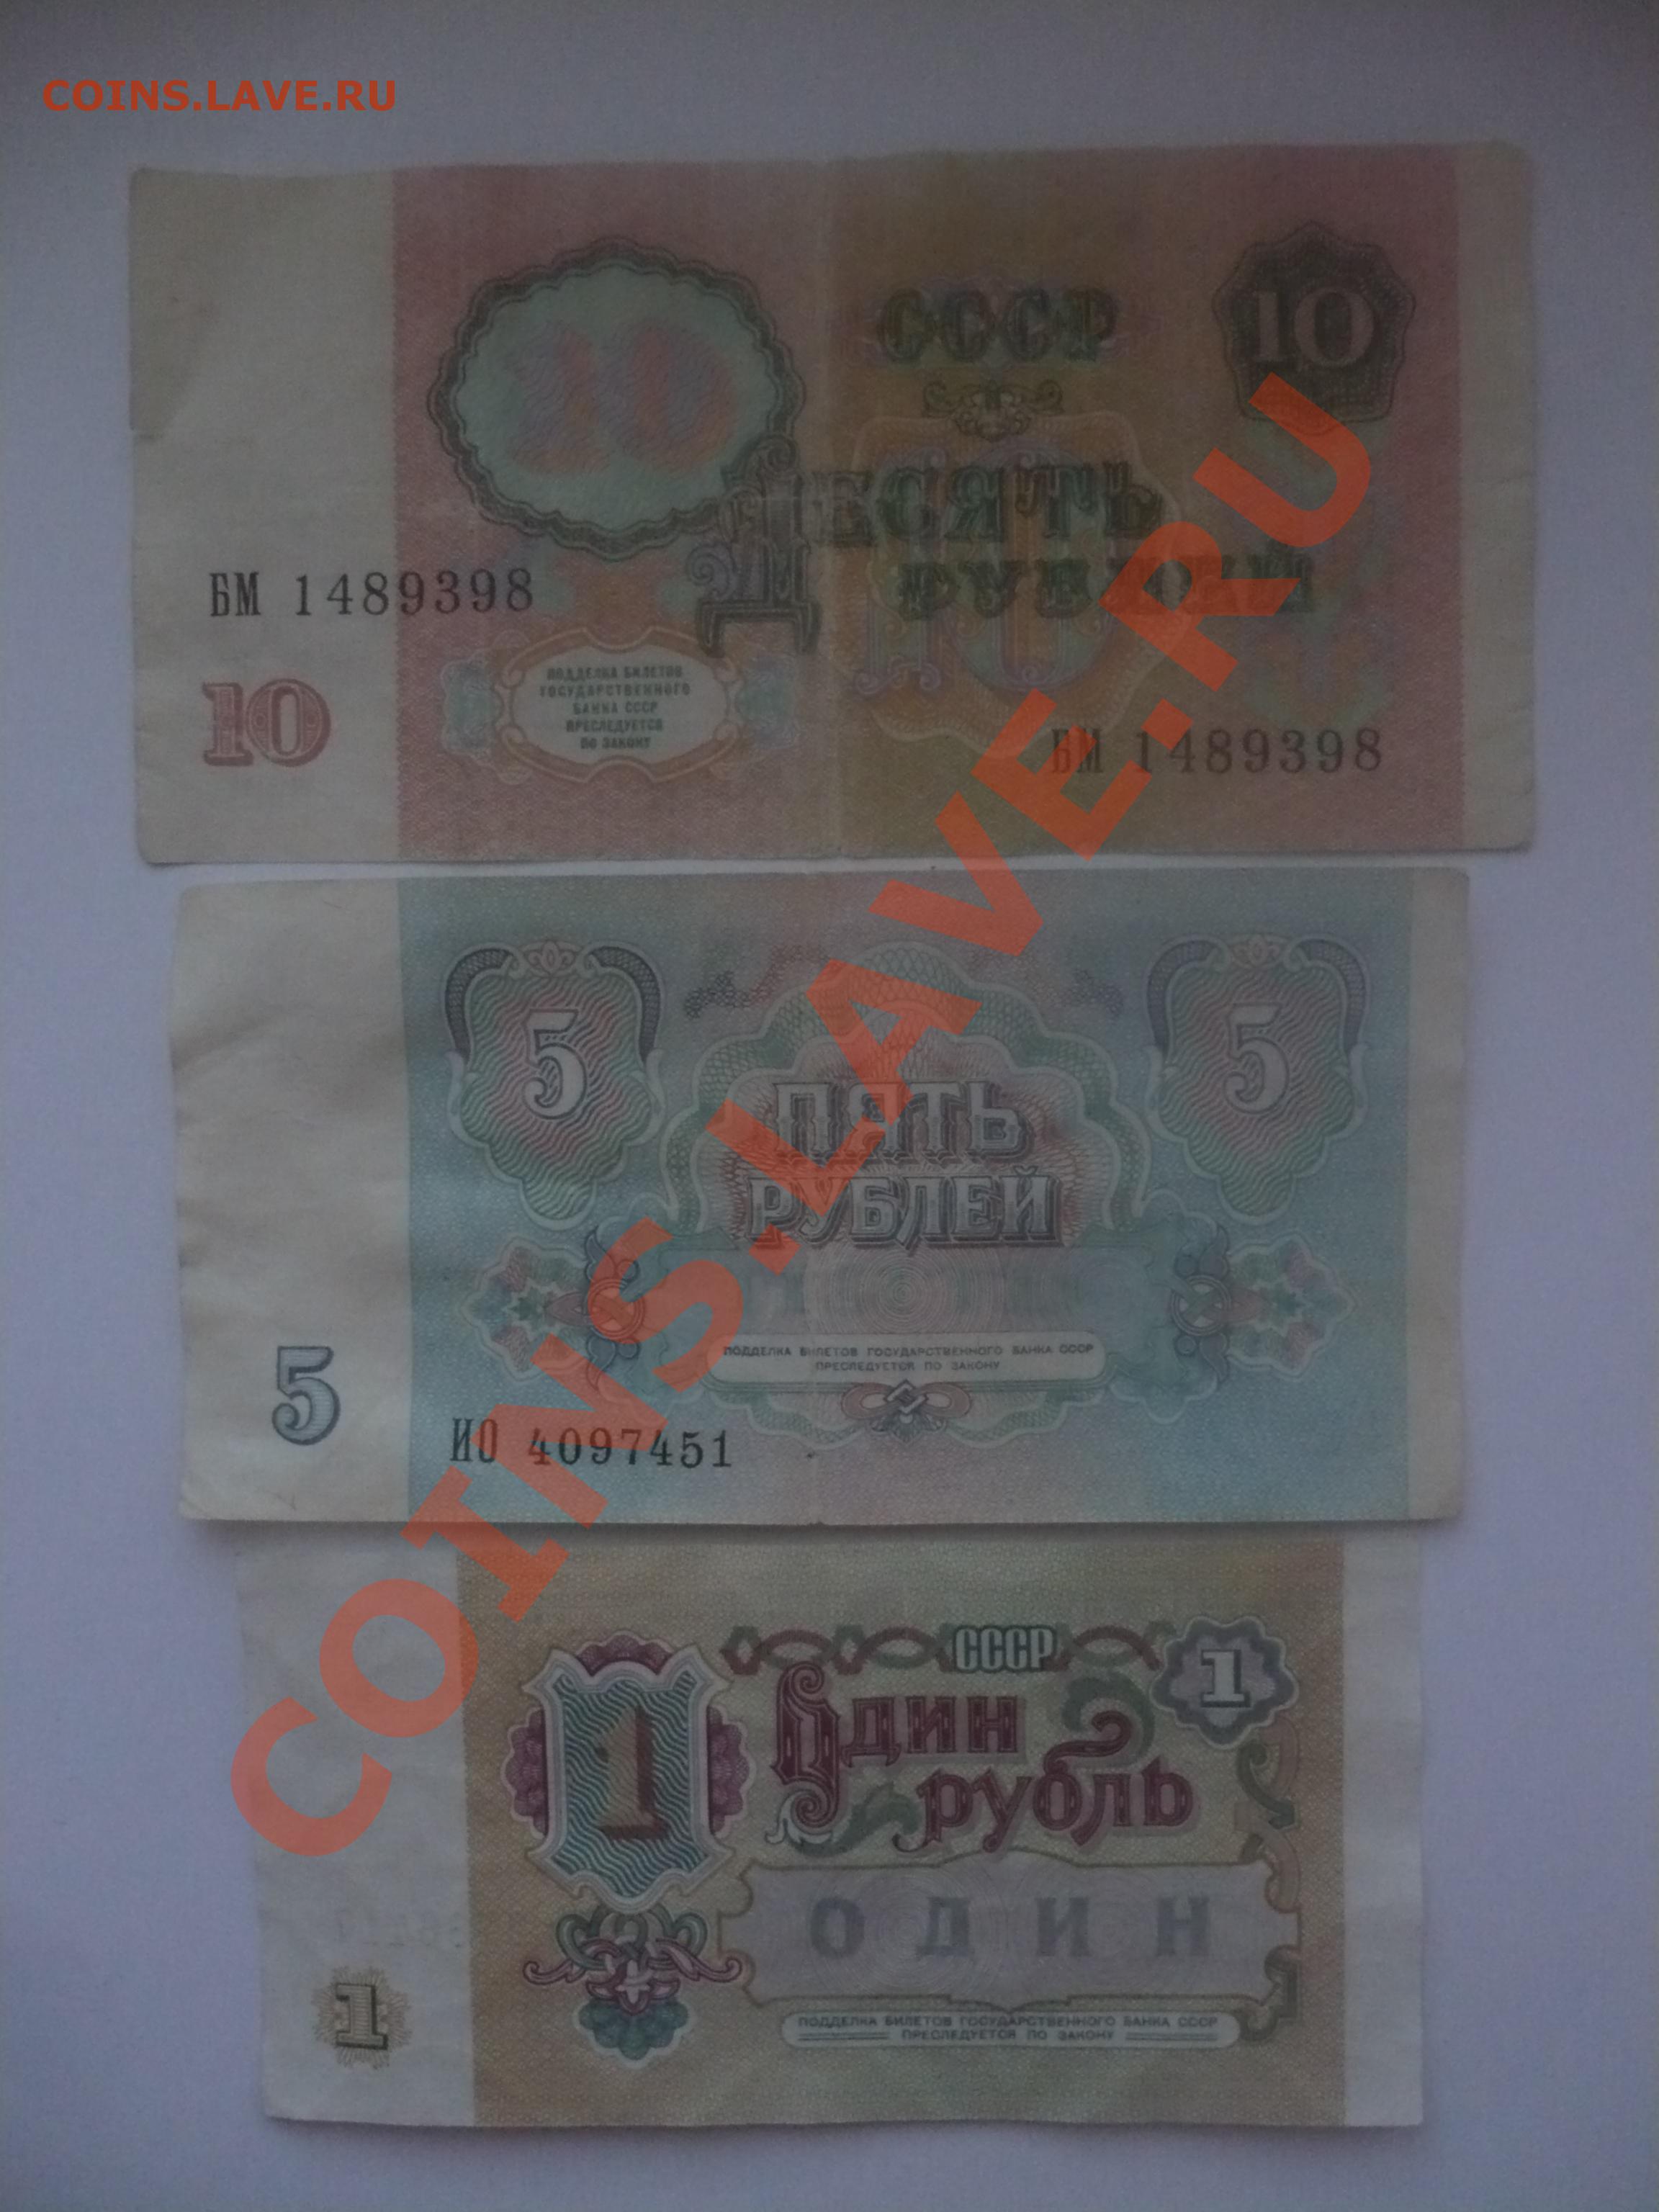 COINS.LAVE.RU
10
СССР
10
ДЕСЯТЬ
РУБЛЕЙ
10
БМ 1489398
ПОДДЕЛКА БИЛЕТОВ
ГОСУДАРСТВЕННОГО
БАНКА СССР
ПРЕСЛЕДУЕТСЯ
ПО ЗАКОНУ
10
БМ 1489398
5
5
ПЯТЬ
РУБЛЕЙ
ПОДДЕЛКА БИЛЕТОВ ГОСУДАРСТВЕННОГО БАНКА СССР
ПРЕСЛЕДУЕТСЯ ПО ЗАКОНУ
5
ИО 4097451
COINS.LAVE.RU
СССР
1
1
Один
рубль
ОДИН
1
ПОДДЕЛКА БИЛЕТОВ ГОСУДАРСТВЕННОГО БАНКА СССР
ПРЕСЛЕДУЕТСЯ ПО ЗАКОНУ